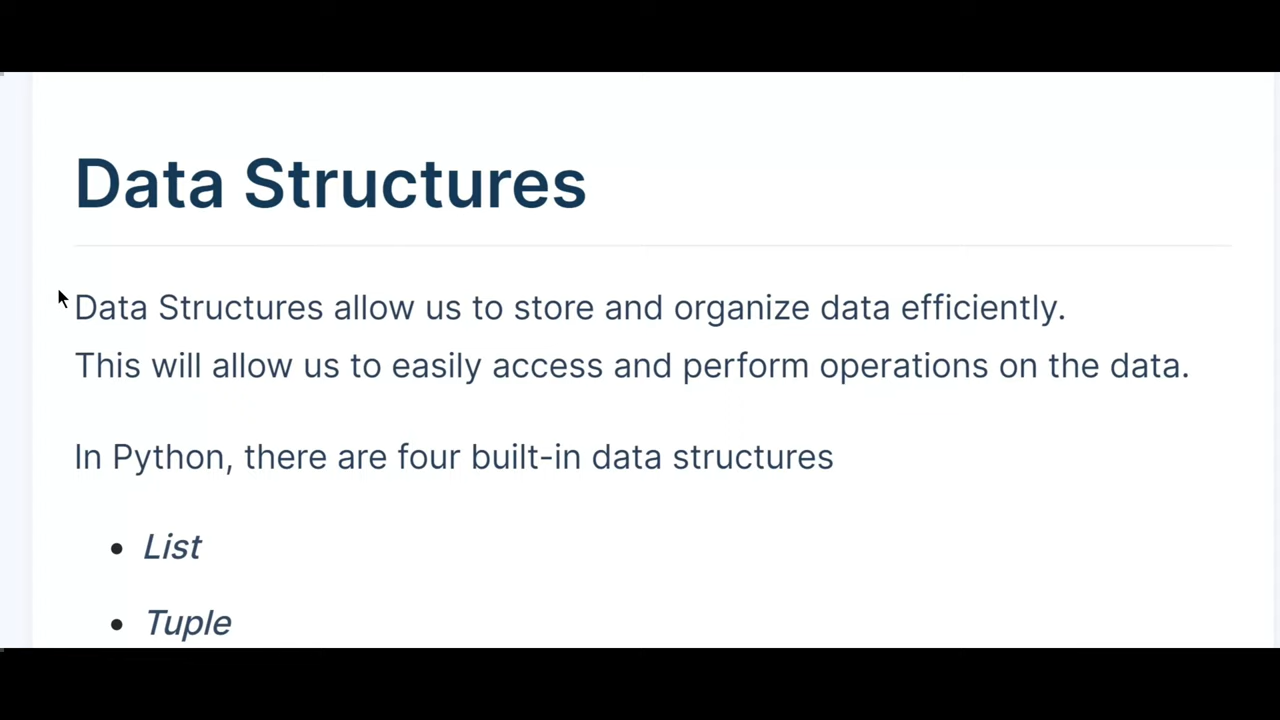 Data Structures
Data Structures allow us to store and organize data efficiently.
This will allow us to easily access and perform operations on the data.
In Python, there are four built-in data structures
• List
• Tuple